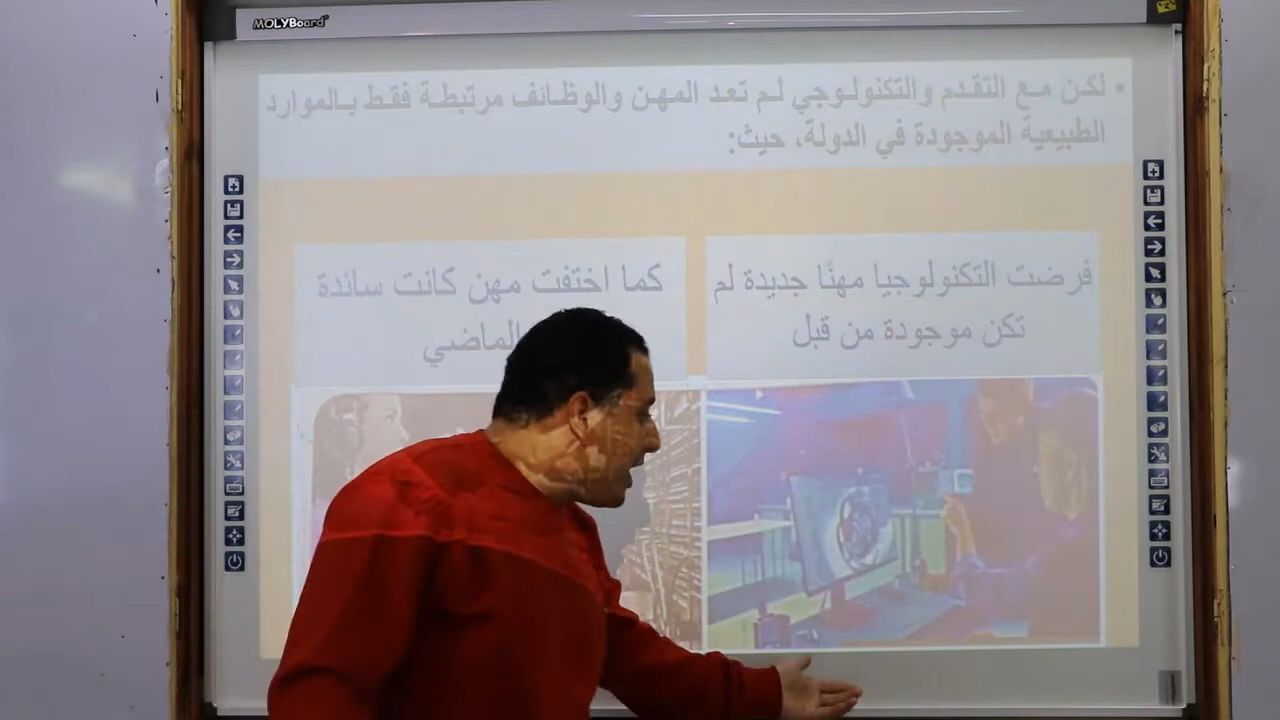 MOLYBoard
• لكن مع التقدم والتكنولوجي لم تعد المهن والوظائف مرتبطة فقط بالموارد
الطبيعية الموجودة في الدولة، حيث:
فرضت التكنولوجيا مهنًا جديدة لم
تكن موجودة من قبل
كما اختفت مهن كانت سائدة
الماضي